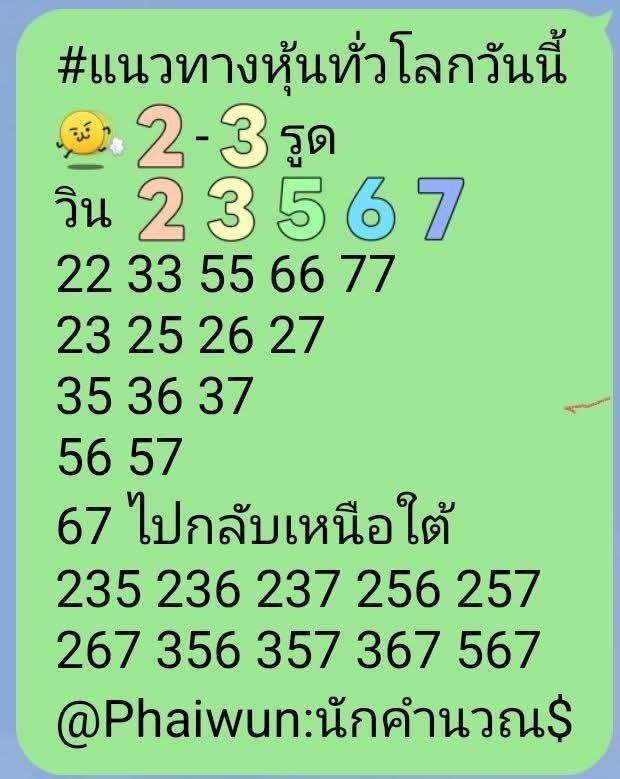 #แนวทางหุ้นทั่วโลกวันนี้
2-3 รูด
วิน 2 3 5 6 7
22 33 55 66 77
23 25 26 27
35 36 37
56 57
67 ไปกลับเหนือใต้
235 236 237 256 257
267 356 357 367 567
@Phaiwun:นักคำนวณ$